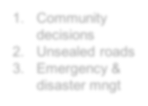 1. Community
decisions
2. Unsealed roads
3. Emergency &
disaster mngt